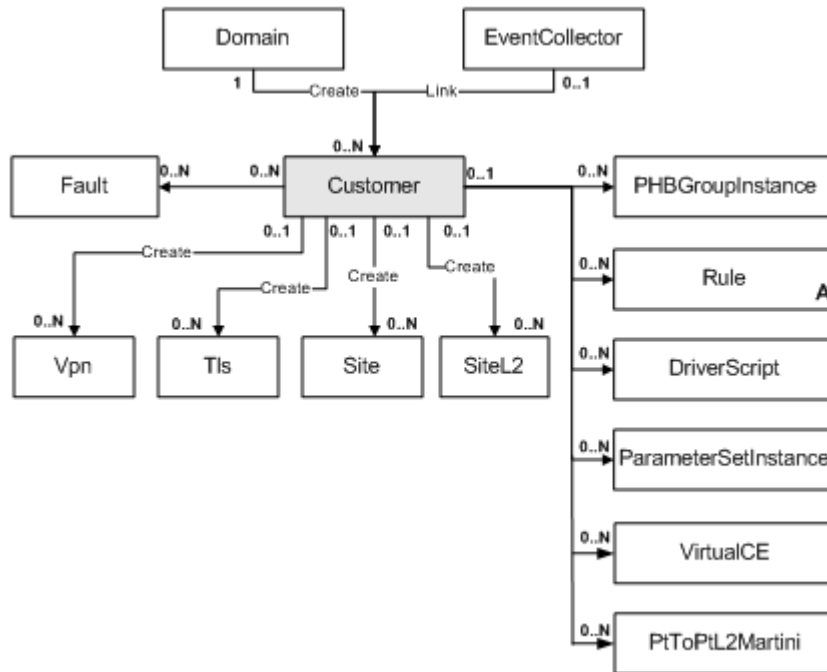 Domain
EventCollector
1
Create
Link
0..1
0..N
Fault
0..N
0..N
Customer
0..1
0..N
PHBGroupInstance
0..1
0..1
0..1
0..1
Create
Create
Create
Create
0..N
Rule
A
0..N
0..N
0..N
0..N
Vpn
Tls
Site
SiteL2
0..N
DriverScript
0..N
ParameterSetInstance
0..N
VirtualCE
0..N
PtToPtL2Martini